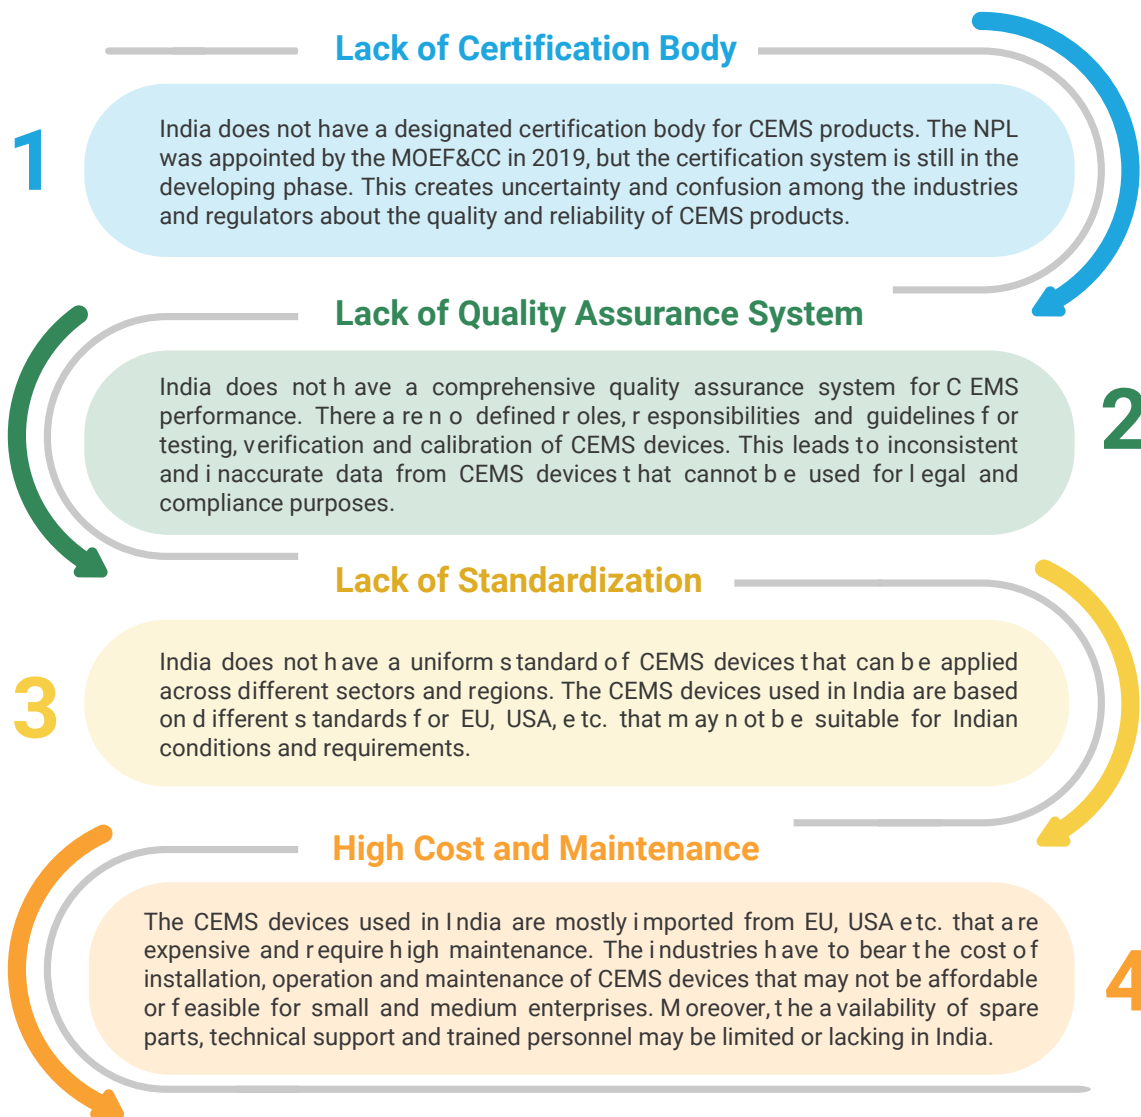 Lack of Certification Body
1
India does not have a designated certification body for CEMS products. The NPL
was appointed by the MOEF&CC in 2019, but the certification system is still in the
developing phase. This creates uncertainty and confusion among the industries
and regulators about the quality and reliability of CEMS products.
Lack of Quality Assurance System
2
India does not have a comprehensive quality assurance system for CEMS
performance. There are no defined roles, responsibilities and guidelines for
testing, verification and calibration of CEMS devices. This leads to inconsistent
and inaccurate data from CEMS devices that cannot be used for legal and
compliance purposes.
Lack of Standardization
3
India does not have a uniform standard of CEMS devices that can be applied
across different sectors and regions. The CEMS devices used in India are based
on different standards for EU, USA, etc. that may not be suitable for Indian
conditions and requirements.
High Cost and Maintenance
4
The CEMS devices used in India are mostly imported from EU, USA etc. that are
expensive and require high maintenance. The industries have to bear the cost of
installation, operation and maintenance of CEMS devices that may not be affordable
or feasible for small and medium enterprises. Moreover, the availability of spare
parts, technical support and trained personnel may be limited or lacking in India.